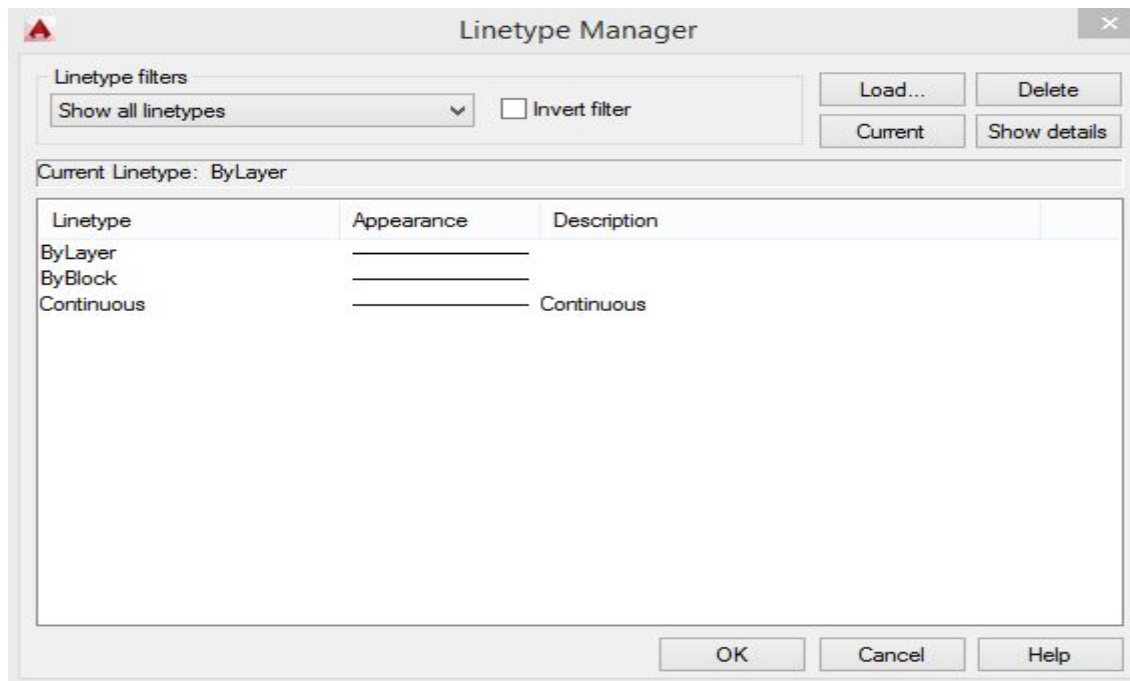 Linetype Manager
Linetype filters
Show all linetypes
Invert filter
Load...
Delete
Current
Show details
Current Linetype: ByLayer
Linetype Appearance Description
ByLayer
ByBlock
Continuous Continuous
OK Cancel Help